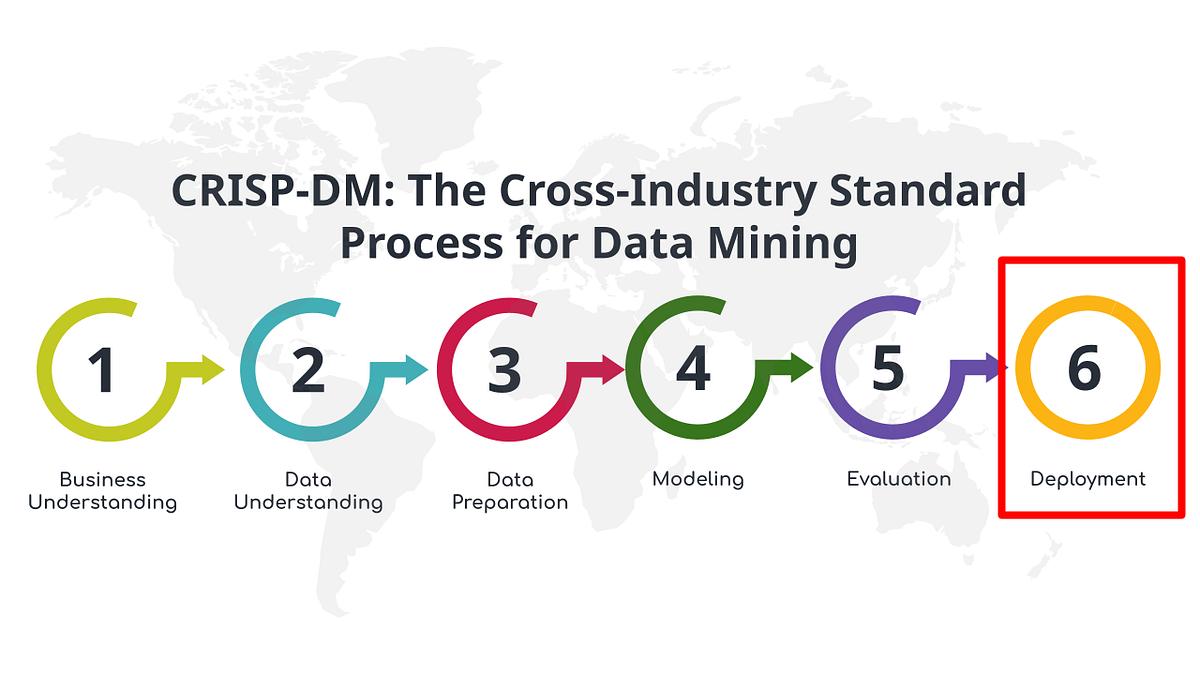 CRISP-DM: The Cross-Industry Standard
Process for Data Mining
1
2
3
4
5
6
Business
Understanding
Data
Understanding
Data
Preparation
Modeling
Evaluation
Deployment